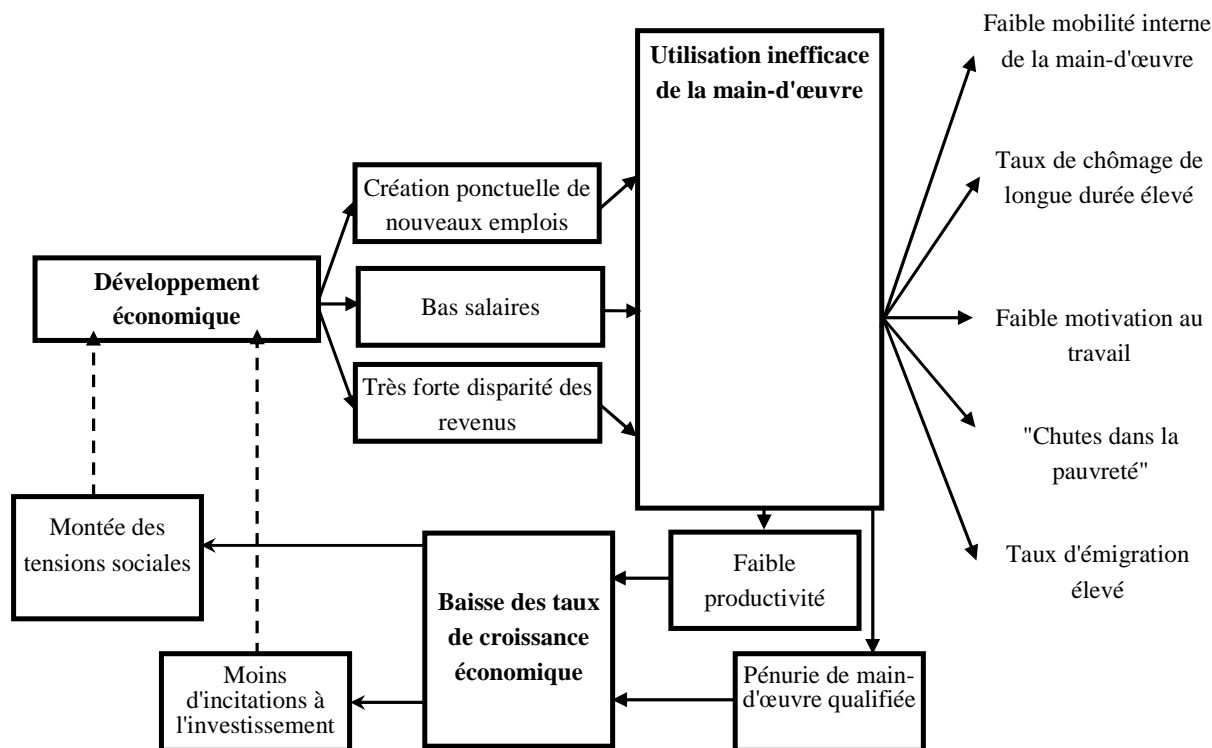 Faible mobilité interne
de la main-d'œuvre
Utilisation inefficace
de la main-d'œuvre
Taux de chômage de
longue durée élevé
Création ponctuelle de
nouveaux emplois
Développement
économique
Bas salaires
Faible motivation au
travail
Très forte disparité des
revenus
"Chutes dans la
pauvreté"
Montée des
tensions sociales
Taux d'émigration
élevé
Faible
productivité
Baisse des taux
de croissance
économique
Moins
d'incitations à
l'investissement
Pénurie de main-
d'œuvre qualifiée